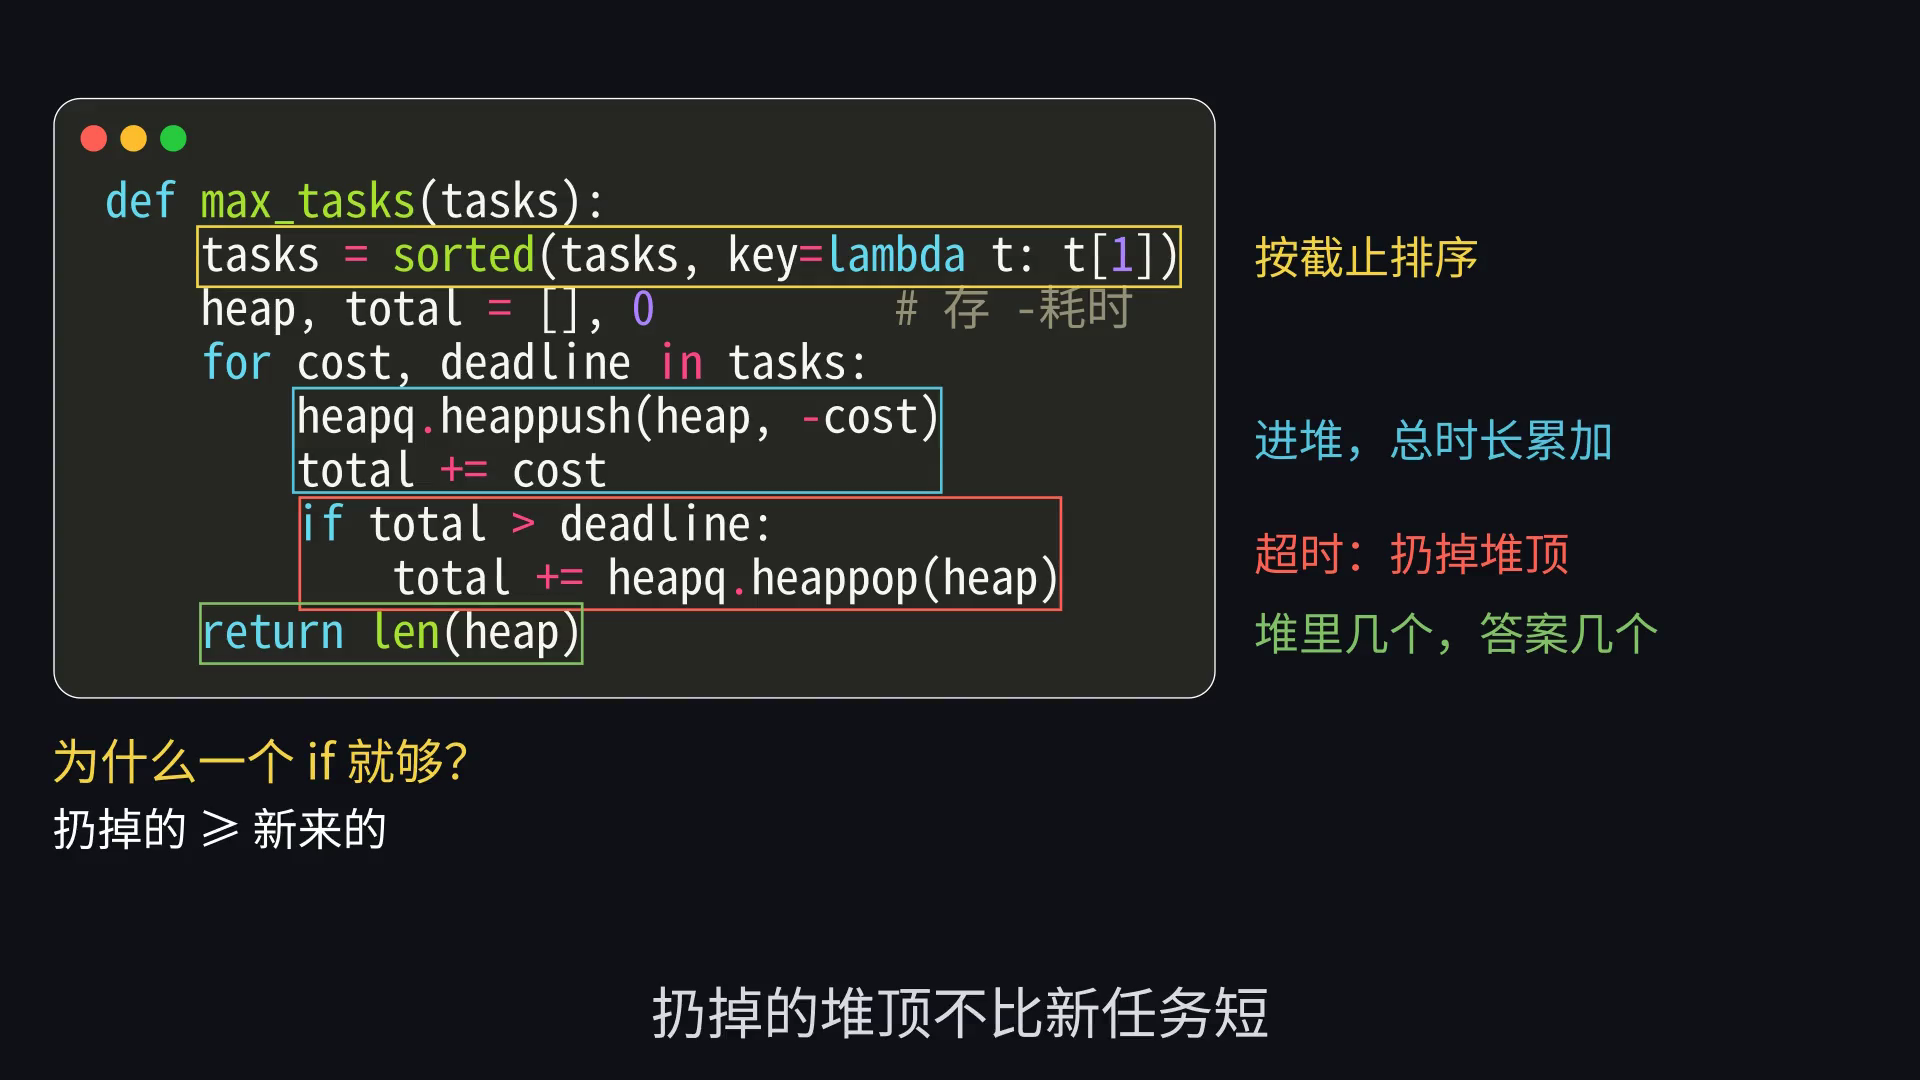 def max_tasks(tasks):
tasks = sorted(tasks, key=lambda t: t[1])
按截止排序
heap, total = [], 0 # 存 -耗时
for cost, deadline in tasks:
heapq.heappush(heap, -cost)
total += cost
进堆，总时长累加
if total > deadline:
total += heapq.heappop(heap)
超时：扔掉堆顶
return len(heap)
堆里几个，答案几个
为什么一个 if 就够？
扔掉的 ⩾ 新来的
扔掉的堆顶不比新任务短